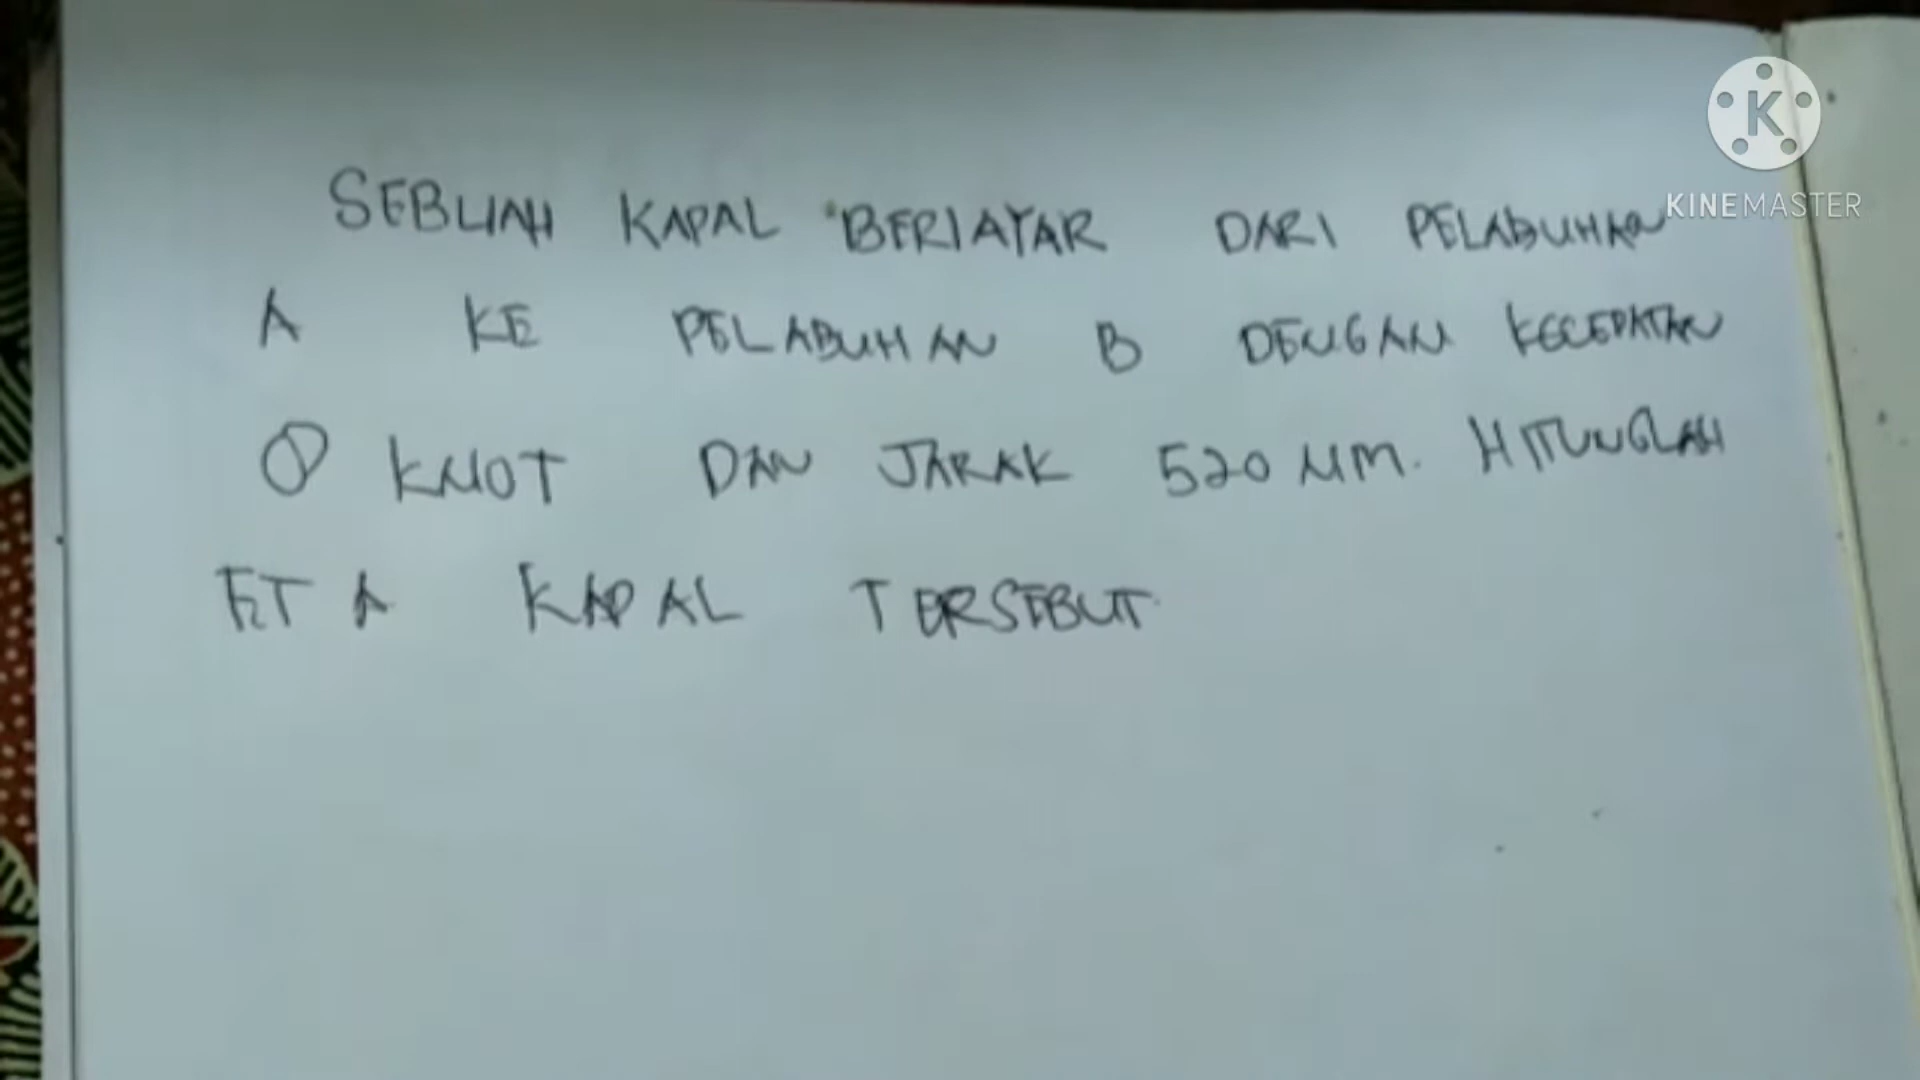 SEBUAH KAPAL BERLAYAR DARI PELABUHAN
A KE PELABUHAN B DENGAN KECEPATAN
KNOT DAN JARAK 520 NM. HITUNGLAH
ETA KAPAL TERSEBUT
K
KINEMASTER